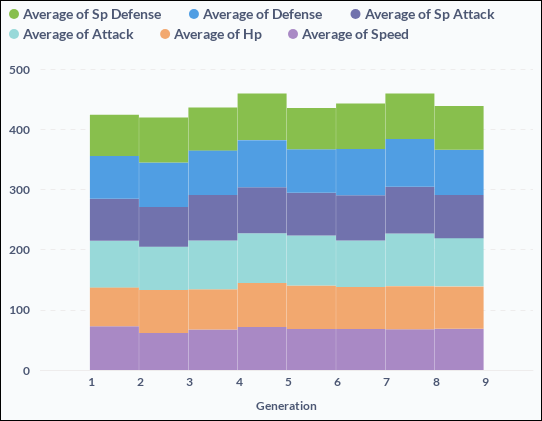 Average of Sp Defense Average of Defense Average of Sp Attack
Average of Attack Average of Hp Average of Speed
500
400
300
200
100
0
1 2 3 4 5 6 7 8 9
Generation